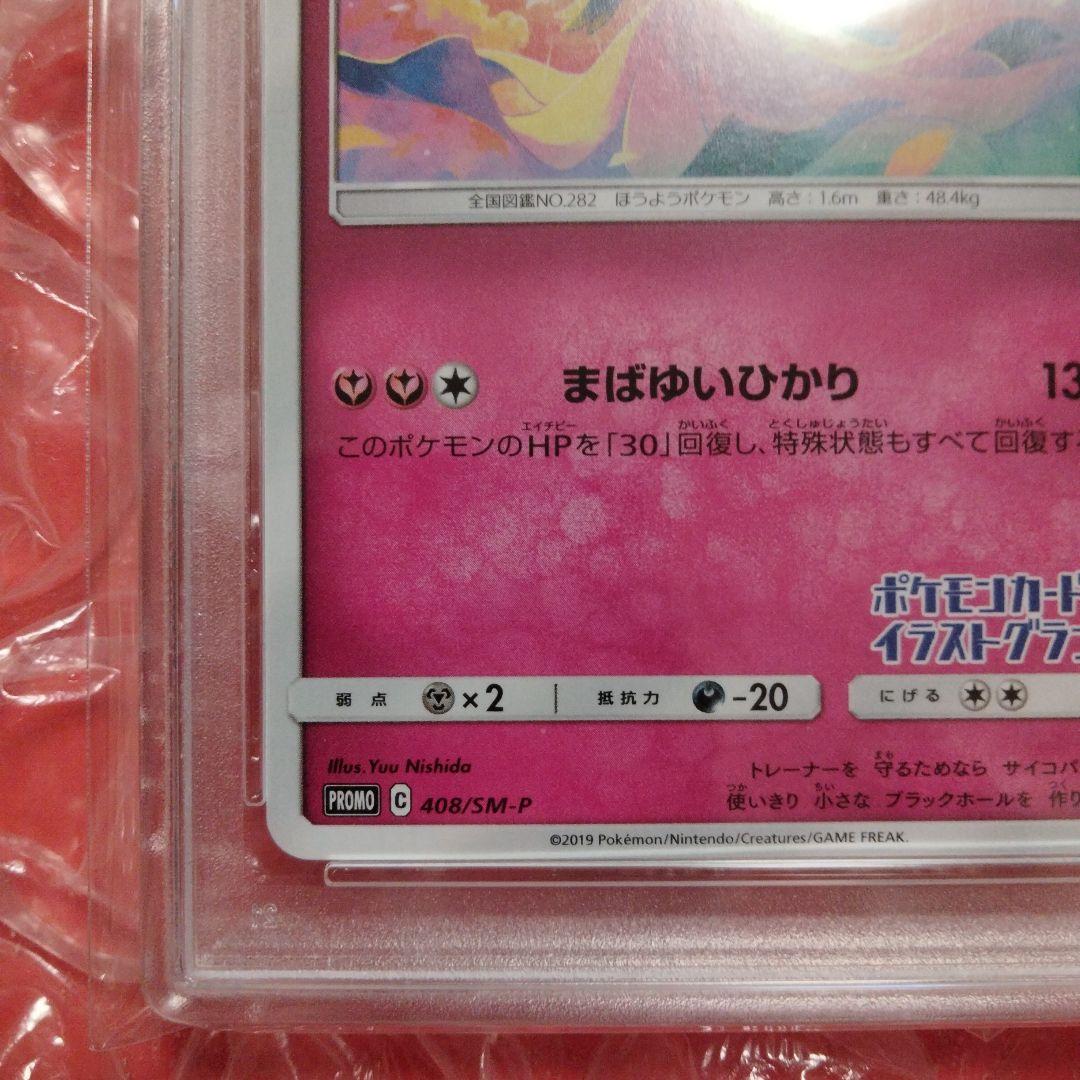 全国図鑑NO.282 ほうようポケモン 高さ:1.6m 重さ:48.4kg
まばゆいひかり 13
エイチピー かいふく とくしゅじょうたい かいふく
このポケモンのHPを「30」回復し、特殊状態もすべて回復す
ポケモンカード
イラストグラ
弱点 ×2 抵抗力 -20 にげる
Illus.Yuu Nishida
まも
トレーナーを 守るためなら サイコパ
つか ちい つく
使いきり 小さな ブラックホールを 作り
PROMO C 408/SM-P
©2019 Pokémon/Nintendo/Creatures/GAME FREAK.